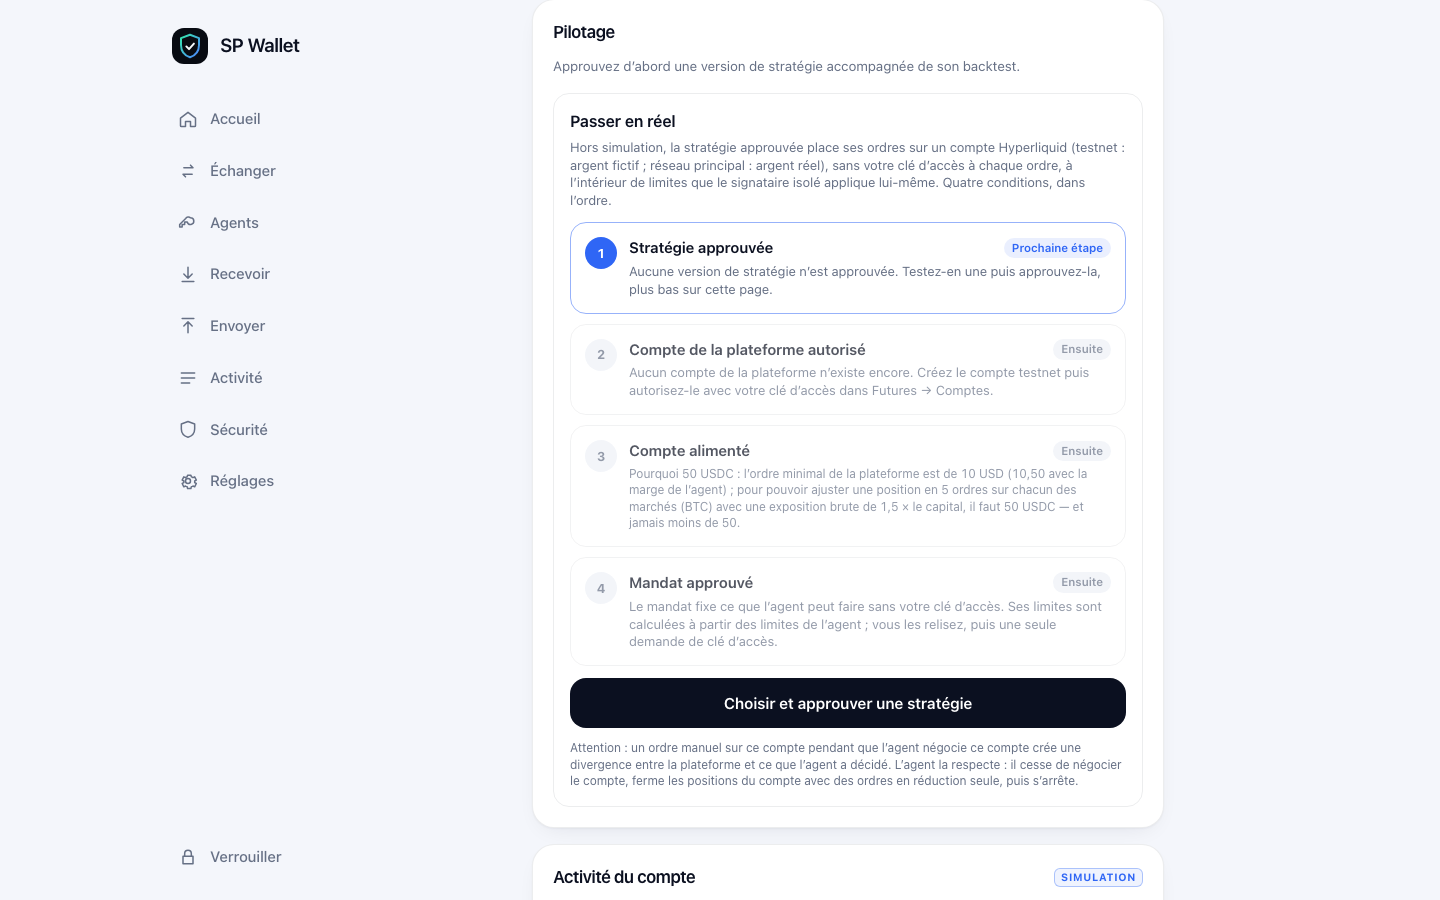 SP Wallet
Accueil
Échanger
Agents
Recevoir
Envoyer
Activité
Sécurité
Réglages
Verrouiller
Pilotage
Approuvez d’abord une version de stratégie accompagnée de son backtest.
Passer en réel
Hors simulation, la stratégie approuvée place ses ordres sur un compte Hyperliquid (testnet :
argent fictif ; réseau principal : argent réel), sans votre clé d’accès à chaque ordre, à
l’intérieur de limites que le signataire isolé applique lui-même. Quatre conditions, dans
l’ordre.
1
Stratégie approuvée
Prochaine étape
Aucune version de stratégie n’est approuvée. Testez-en une puis approuvez-la,
plus bas sur cette page.
2
Compte de la plateforme autorisé
Ensuite
Aucun compte de la plateforme n’existe encore. Créez le compte testnet puis
autorisez-le avec votre clé d’accès dans Futures → Comptes.
3
Compte alimenté
Ensuite
Pourquoi 50 USDC : l’ordre minimal de la plateforme est de 10 USD (10,50 avec la
marge de l’agent) ; pour pouvoir ajuster une position en 5 ordres sur chacun des
marchés (BTC) avec une exposition brute de 1,5 × le capital, il faut 50 USDC — et
jamais moins de 50.
4
Mandat approuvé
Ensuite
Le mandat fixe ce que l’agent peut faire sans votre clé d’accès. Ses limites sont
calculées à partir des limites de l’agent ; vous les relisez, puis une seule
demande de clé d’accès.
Choisir et approuver une stratégie
Attention : un ordre manuel sur ce compte pendant que l’agent négocie ce compte crée une
divergence entre la plateforme et ce que l’agent a décidé. L’agent la respecte : il cesse de négocier
le compte, ferme les positions du compte avec des ordres en réduction seule, puis s’arrête.
Activité du compte
SIMULATION